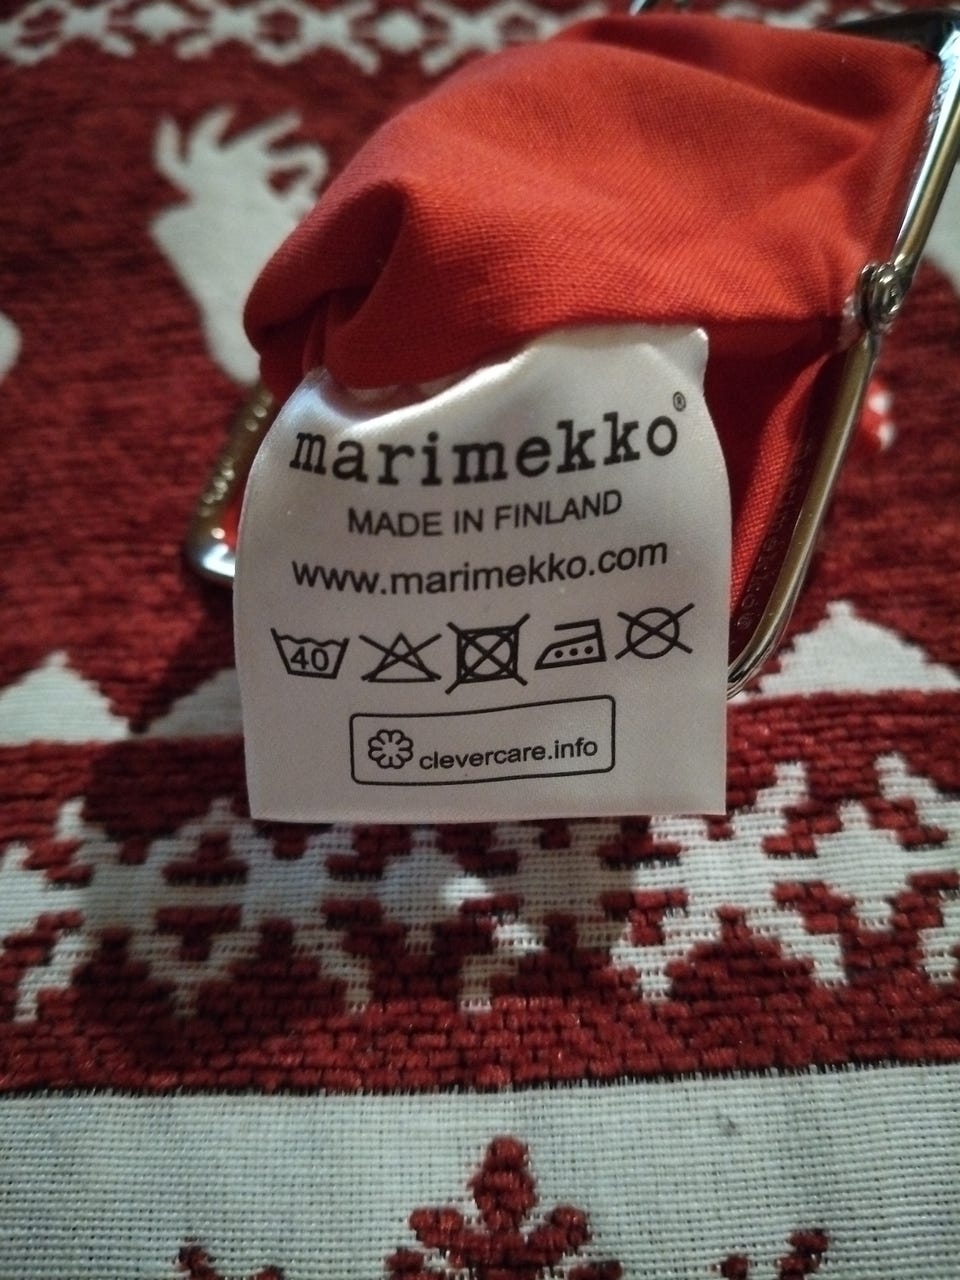 marimekko®
MADE IN FINLAND
www.marimekko.com
40
clevercare.info